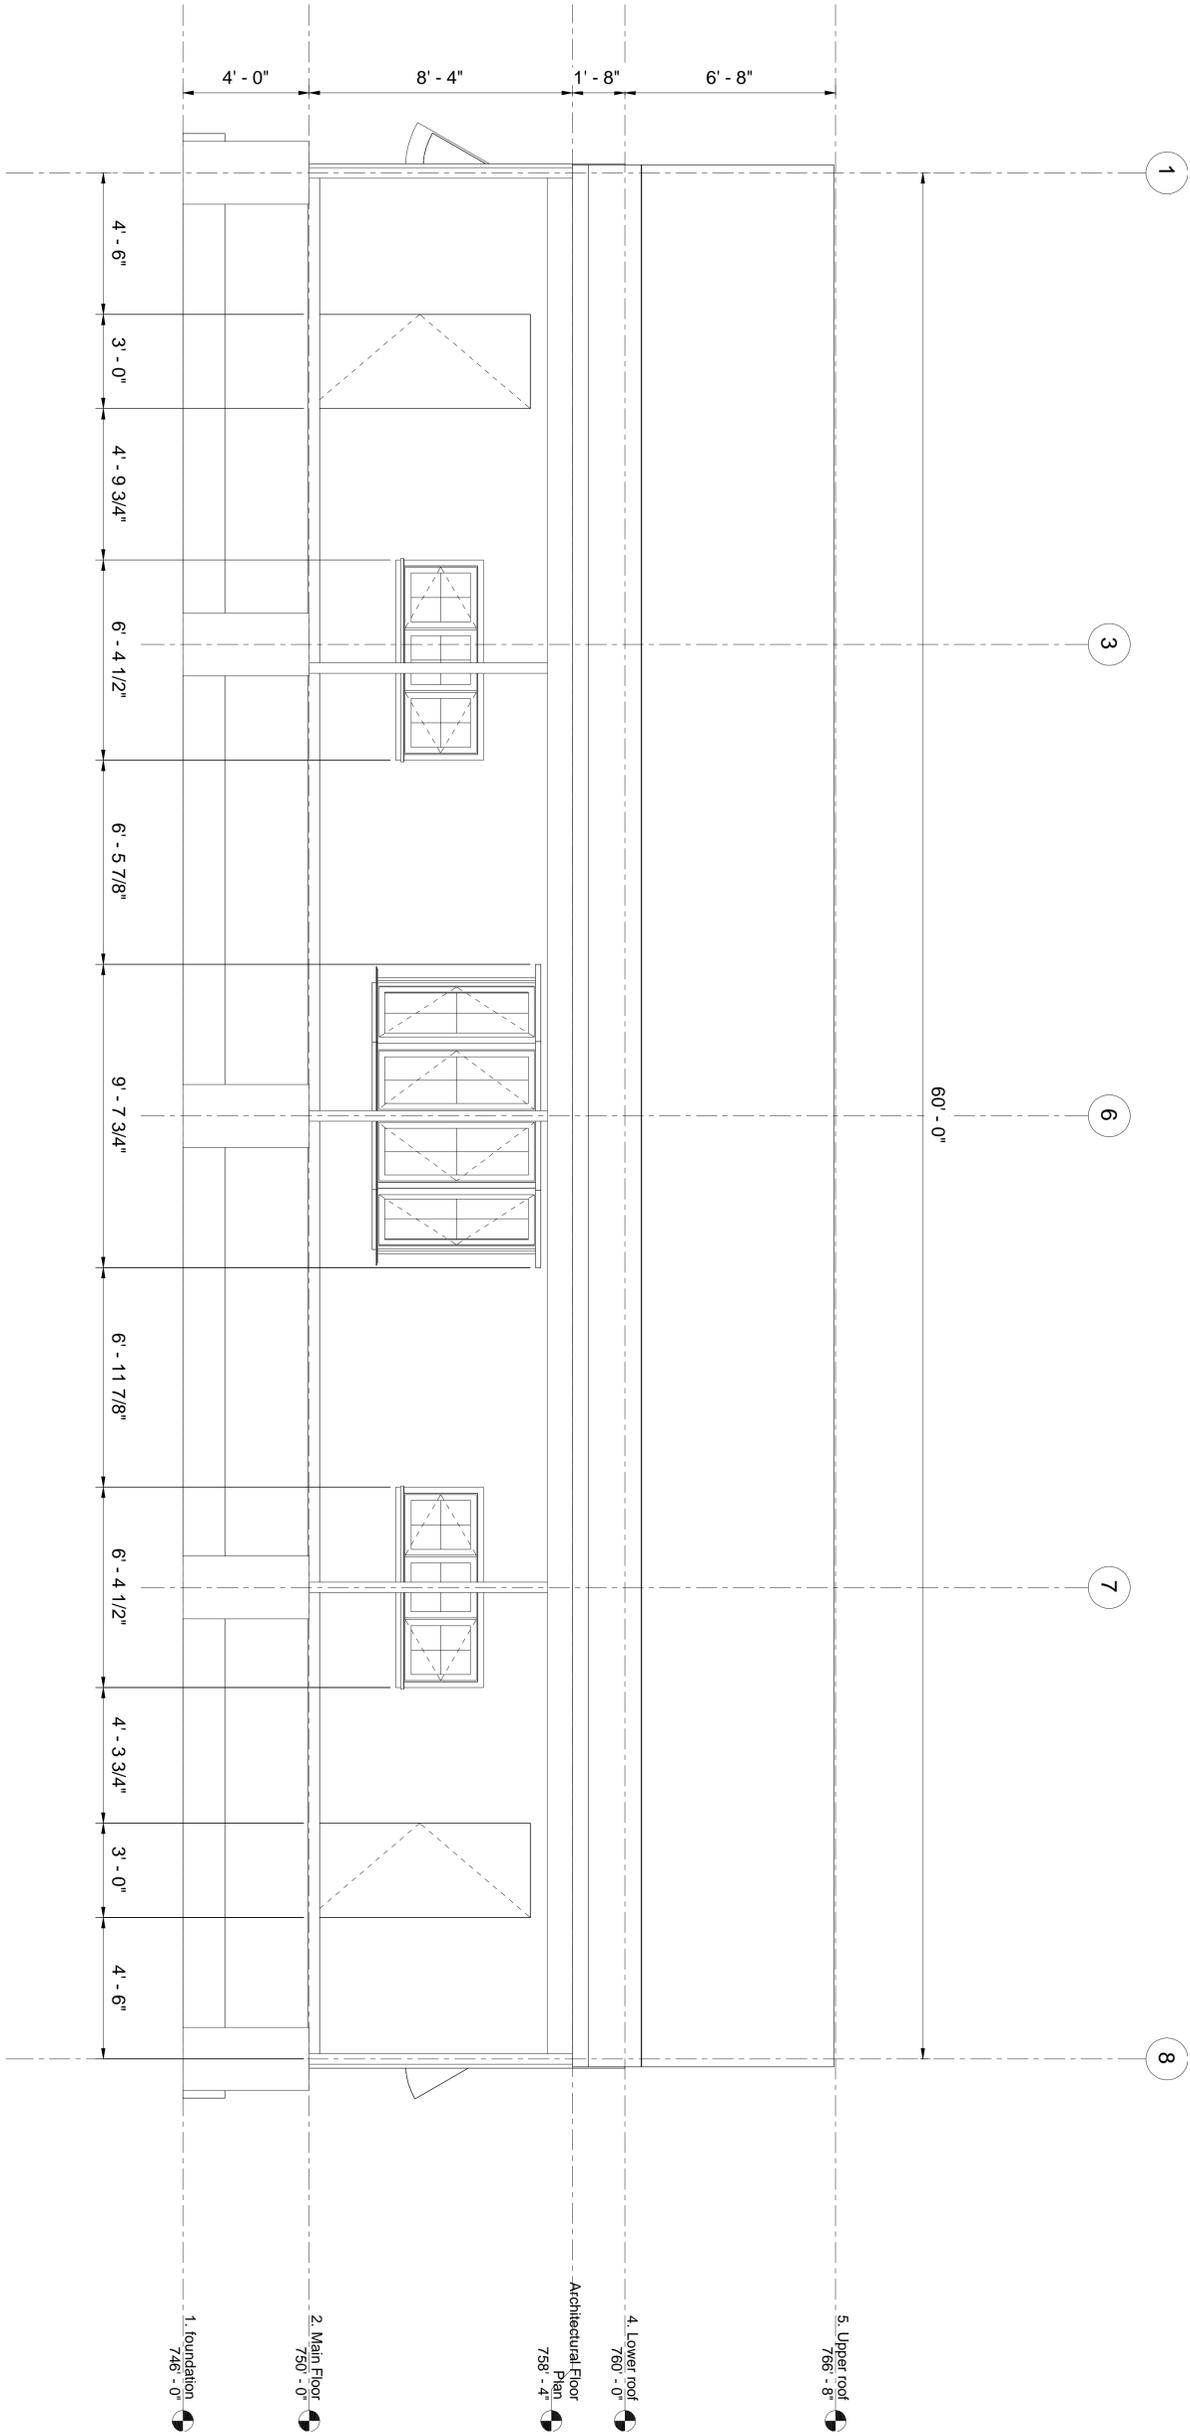 4' - 0"
8' - 4"
1' - 8"
6' - 8"
1
3
6
7
8
60' - 0"
4' - 6"
3' - 0"
4' - 9 3/4"
6' - 4 1/2"
6' - 5 7/8"
9' - 7 3/4"
6' - 11 7/8"
6' - 4 1/2"
4' - 3 3/4"
3' - 0"
4' - 6"
5. Upper roof
766' - 8"
4. Lower roof
760' - 0"
Architectural Floor
Plan
758' - 4"
2. Main Floor
750' - 0"
1. foundation
746' - 0"